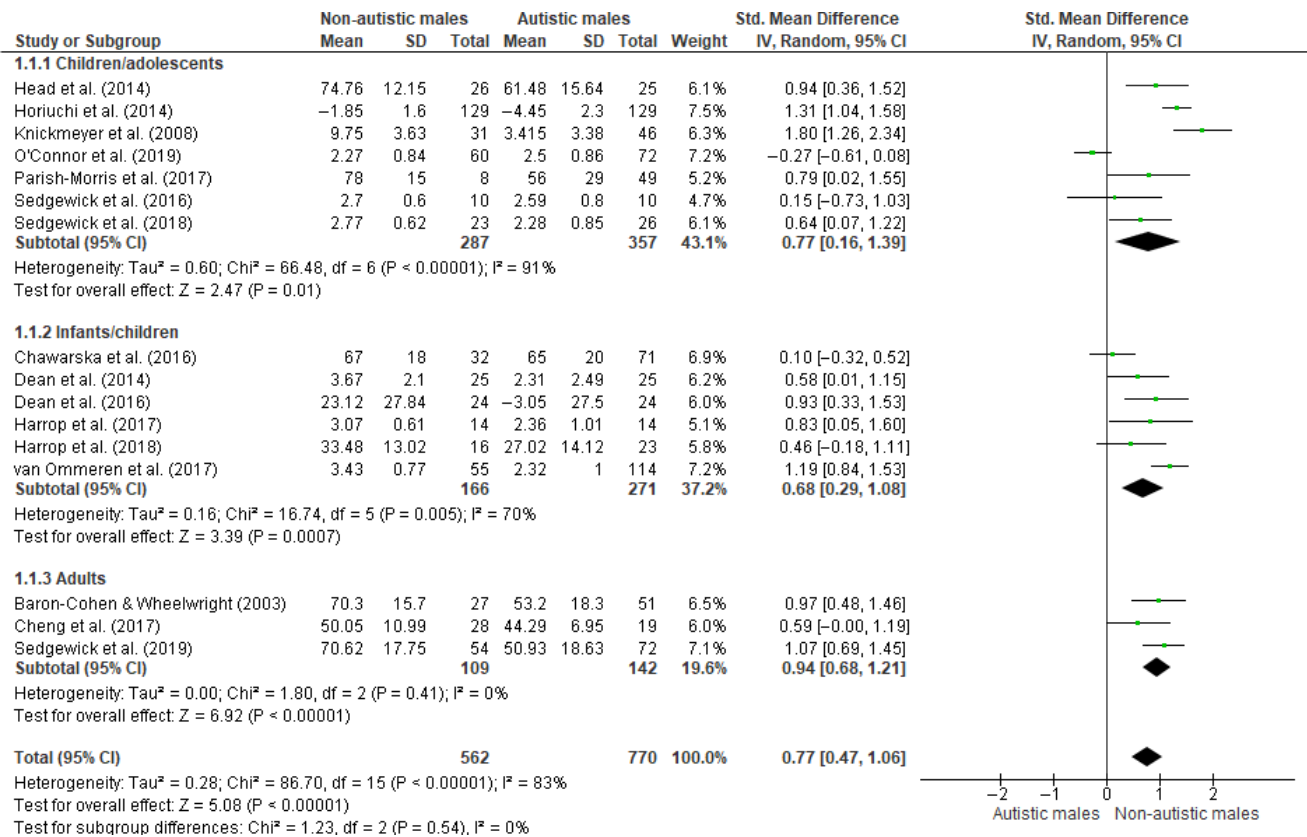 Non-autistic males Autistic males Std. Mean Difference Std. Mean Difference
Study or Subgroup Mean SD Total Mean SD Total Weight IV, Random, 95% CI IV, Random, 95% CI
1.1.1 Children/adolescents
Head et al. (2014) 74.76 12.15 26 61.48 15.64 25 6.1% 0.94 [0.36, 1.52]
Horiuchi et al. (2014) −1.85 1.6 129 −4.45 2.3 129 7.5% 1.31 [1.04, 1.58]
Knickmeyer et al. (2008) 9.75 3.63 31 3.415 3.38 46 6.3% 1.80 [1.26, 2.34]
O'Connor et al. (2019) 2.27 0.84 60 2.5 0.86 72 7.2% −0.27 [−0.61, 0.08]
Parish-Morris et al. (2017) 78 15 8 56 29 49 5.2% 0.79 [0.02, 1.55]
Sedgewick et al. (2016) 2.7 0.6 10 2.59 0.8 10 4.7% 0.15 [−0.73, 1.03]
Sedgewick et al. (2018) 2.77 0.62 23 2.28 0.85 26 6.1% 0.64 [0.07, 1.22]
Subtotal (95% CI) 287 357 43.1% 0.77 [0.16, 1.39]
Heterogeneity: Tau² = 0.60; Chi² = 66.48, df = 6 (P < 0.00001); I² = 91%
Test for overall effect: Z = 2.47 (P = 0.01)
1.1.2 Infants/children
Chawarska et al. (2016) 67 18 32 65 20 71 6.9% 0.10 [−0.32, 0.52]
Dean et al. (2014) 3.67 2.1 25 2.31 2.49 25 6.2% 0.58 [0.01, 1.15]
Dean et al. (2016) 23.12 27.84 24 −3.05 27.5 24 6.0% 0.93 [0.33, 1.53]
Harrop et al. (2017) 3.07 0.61 14 2.36 1.01 14 5.1% 0.83 [0.05, 1.60]
Harrop et al. (2018) 33.48 13.02 16 27.02 14.12 23 5.8% 0.46 [−0.18, 1.11]
van Ommeren et al. (2017) 3.43 0.77 55 2.32 1 114 7.2% 1.19 [0.84, 1.53]
Subtotal (95% CI) 166 271 37.2% 0.68 [0.29, 1.08]
Heterogeneity: Tau² = 0.16; Chi² = 16.74, df = 5 (P = 0.005); I² = 70%
Test for overall effect: Z = 3.39 (P = 0.0007)
1.1.3 Adults
Baron-Cohen & Wheelwright (2003) 70.3 15.7 27 53.2 18.3 51 6.5% 0.97 [0.48, 1.46]
Cheng et al. (2017) 50.05 10.99 28 44.29 6.95 19 6.0% 0.59 [−0.00, 1.19]
Sedgewick et al. (2019) 70.62 17.75 54 50.93 18.63 72 7.1% 1.07 [0.69, 1.45]
Subtotal (95% CI) 109 142 19.6% 0.94 [0.68, 1.21]
Heterogeneity: Tau² = 0.00; Chi² = 1.80, df = 2 (P = 0.41); I² = 0%
Test for overall effect: Z = 6.92 (P < 0.00001)
Total (95% CI) 562 770 100.0% 0.77 [0.47, 1.06]
Heterogeneity: Tau² = 0.28; Chi² = 86.70, df = 15 (P < 0.00001); I² = 83%
Test for overall effect: Z = 5.08 (P < 0.00001)
Test for subgroup differences: Chi² = 1.23, df = 2 (P = 0.54), I² = 0%
−2 −1 0 1 2
Autistic males Non-autistic males